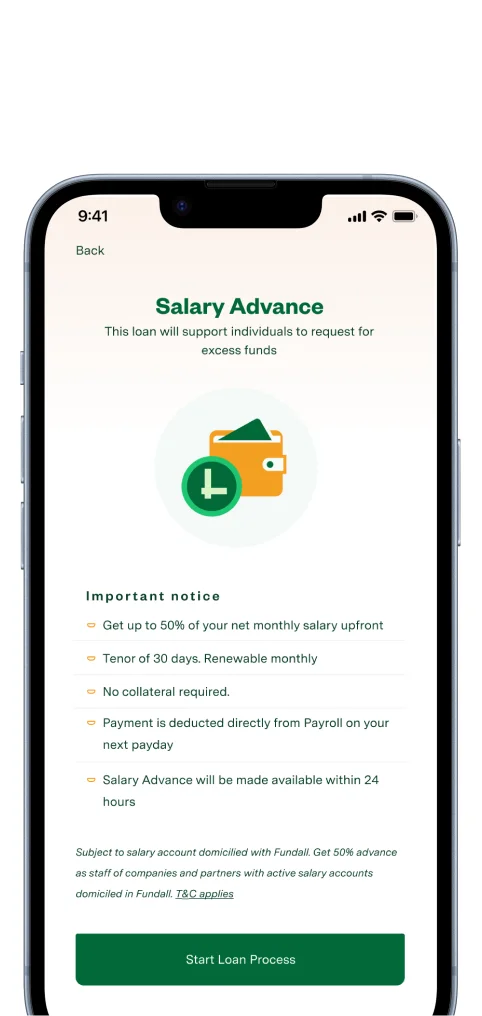 9:41
Back
Salary Advance
This loan will support individuals to request for
excess funds
Important notice
Get up to 50% of your net monthly salary upfront
Tenor of 30 days. Renewable monthly
No collateral required.
Payment is deducted directly from Payroll on your
next payday
Salary Advance will be made available within 24
hours
Subject to salary account domicilied with Fundall. Get 50% advance
as staff of companies and partners with active salary accounts
domiciled in Fundall. T&C applies
Start Loan Process